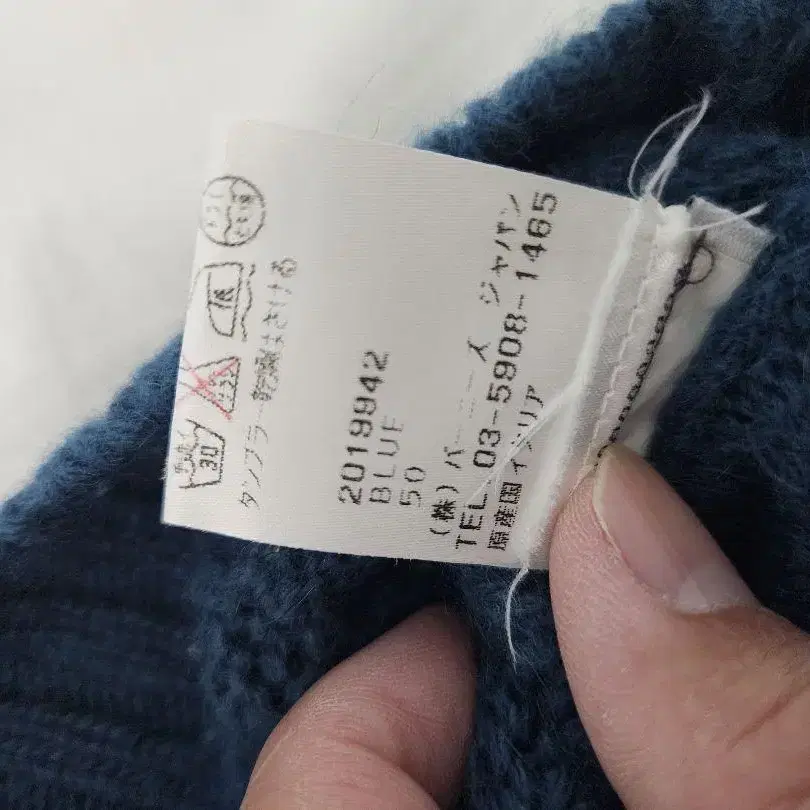 タンブラー乾燥はさける
2019942
BLUE
50
(株)バーニーズ ジャパン
TEL 03-5908-1465
原産国 イタリア
30